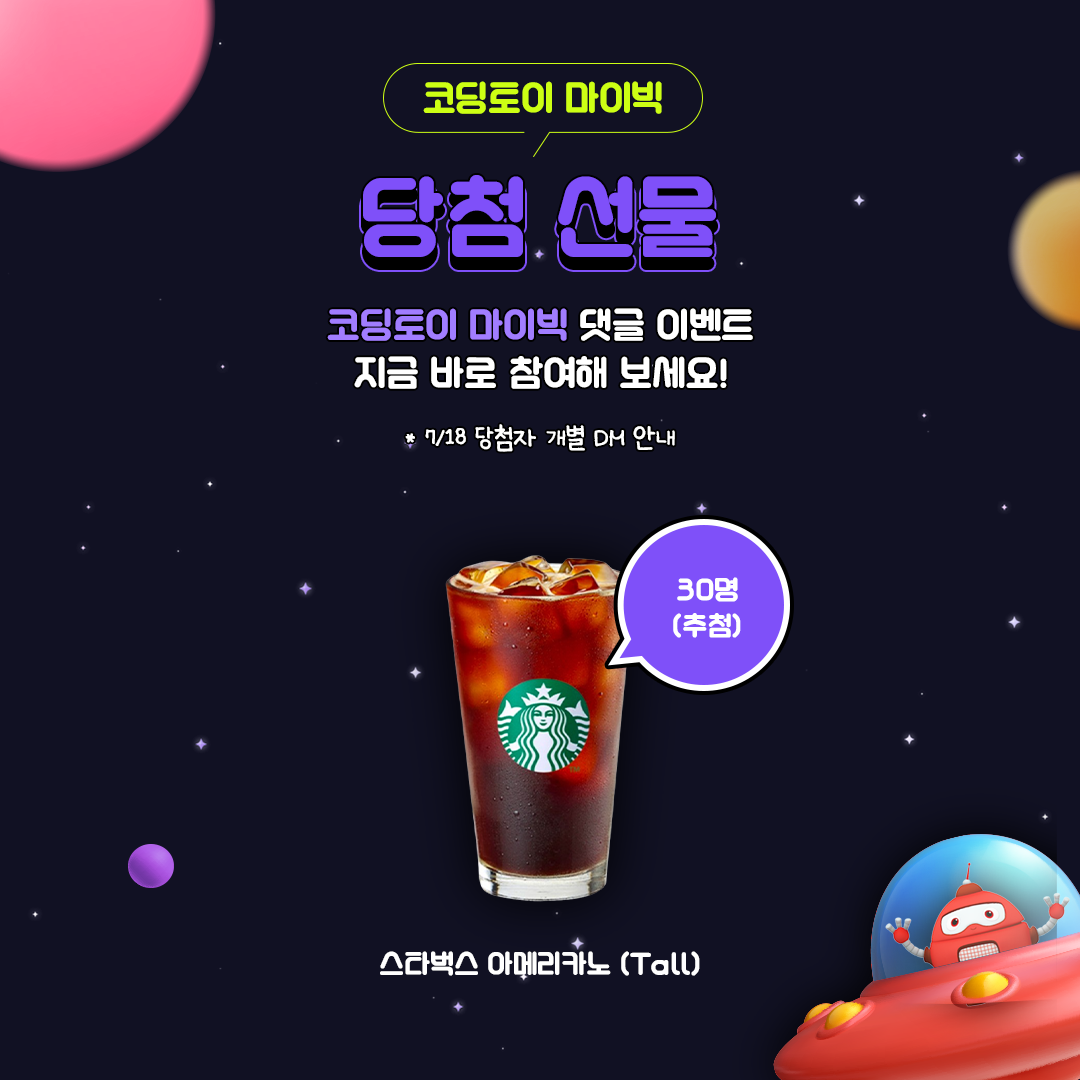 코딩토이 마이빅
당첨 선물
코딩토이 마이빅 댓글 이벤트
지금 바로 참여해 보세요!
* 7/18 당첨자 개별 DM 안내
30명
(추첨)
스타벅스 아메리카노 (Tall)